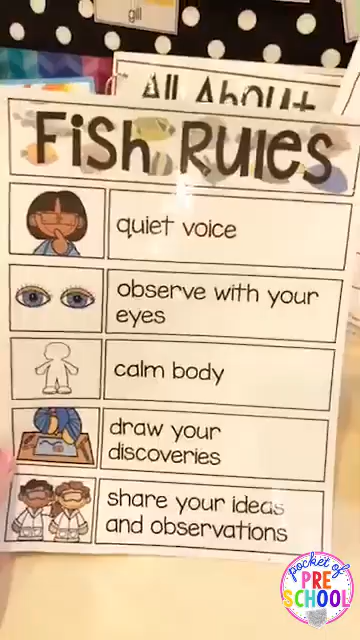 gill
All About
Fish Rules
quiet voice
observe with your
eyes
calm body
draw your
discoveries
share your ideas
and observations
pocket of
PRE
SCHOOL